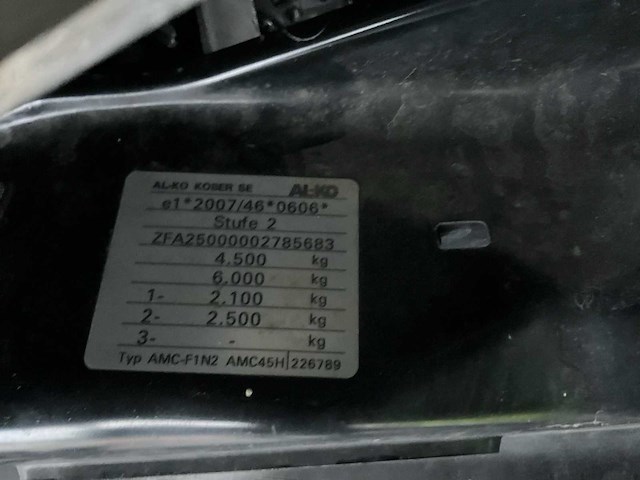 AL-KO KOBER SE AL-KO
e1*2007/46*0606*
Stufe 2
ZFA25000002785683
4.500 kg
6.000 kg
1- 2.100 kg
2- 2.500 kg
3- - kg
Typ AMC-F1N2 AMC45H 226789